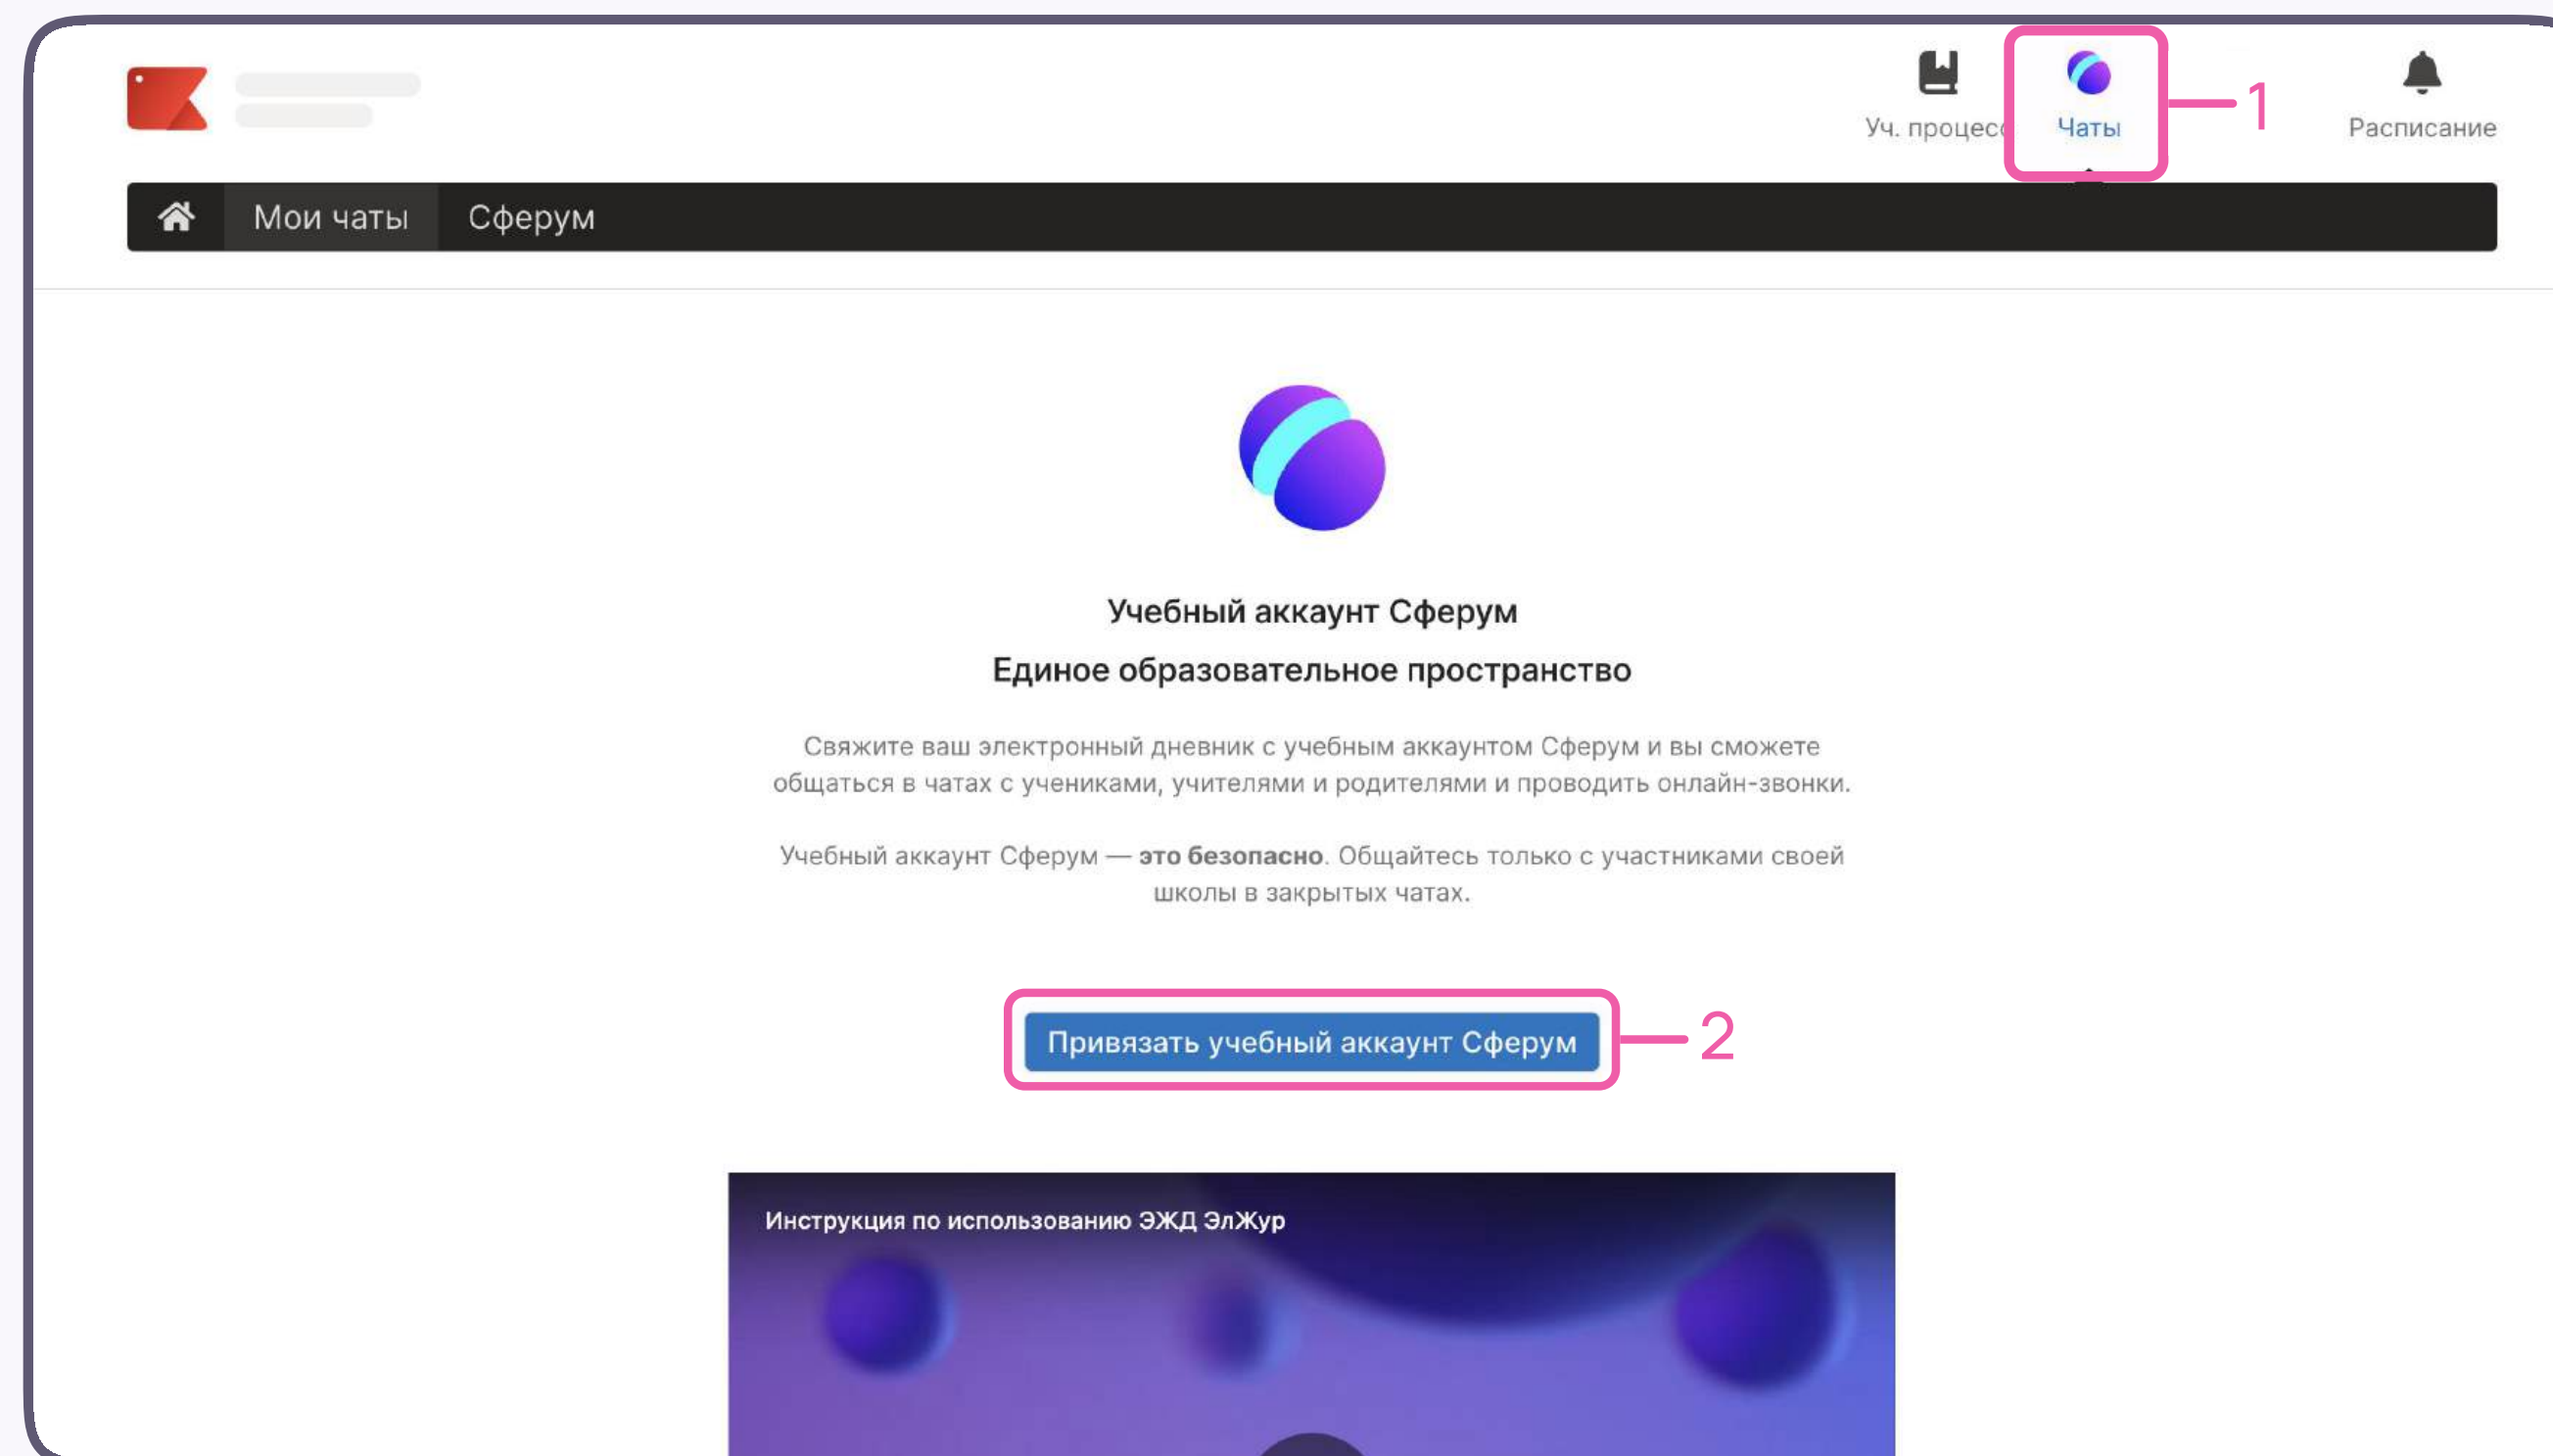 Уч. процесс
Чаты
1
Расписание
Мои чаты
Сферум
Учебный аккаунт Сферум
Единое образовательное пространство
Свяжите ваш электронный дневник с учебным аккаунтом Сферум и вы сможете
общаться в чатах с учениками, учителями и родителями и проводить онлайн-звонки.
Учебный аккаунт Сферум — это безопасно. Общайтесь только с участниками своей
школы в закрытых чатах.
Привязать учебный аккаунт Сферум
2
Инструкция по использованию ЭЖД ЭлЖур